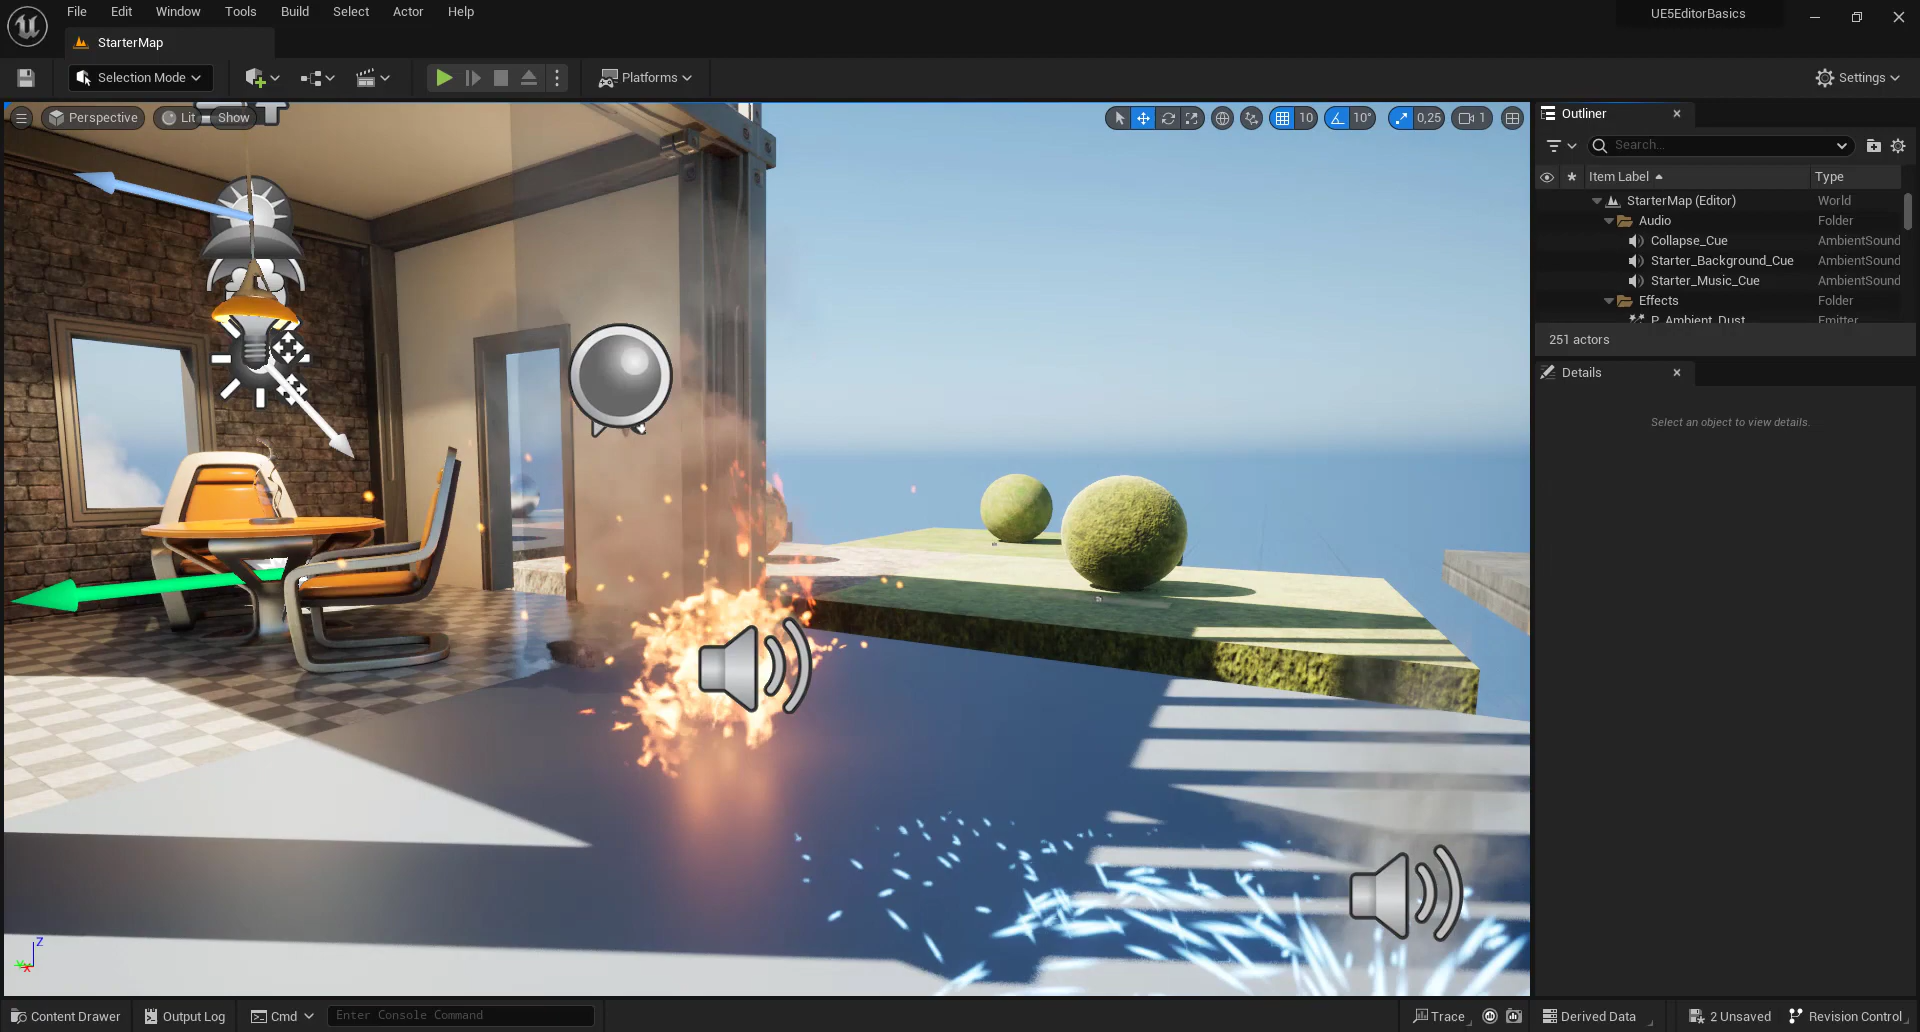 File Edit Window Tools Build Select Actor Help
UE5EditorBasics
StarterMap
Selection Mode
Platforms
Settings
Perspective
Lit
Show
10
10°
0,25
1
Outliner
Search...
Item Label
Type
StarterMap (Editor) World
Audio Folder
Collapse_Cue AmbientSound
Starter_Background_Cue AmbientSound
Starter_Music_Cue AmbientSound
Effects Folder
P_Ambient_Dust Emitter
251 actors
Details
Select an object to view details.
Z
Y
X
Content Drawer
Output Log
Cmd
Enter Console Command
Trace
Derived Data
2 Unsaved
Revision Control